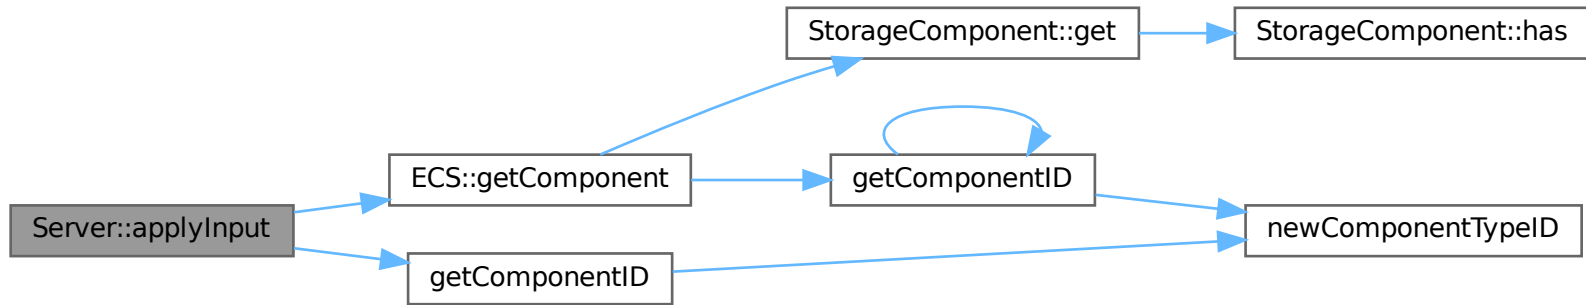 StorageComponent::get
StorageComponent::has
ECS::getComponent
getComponentID
Server::applyInput
newComponentTypeID
getComponentID